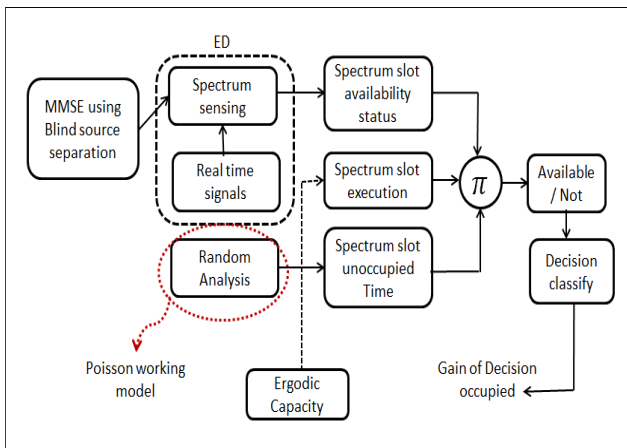 ED
MMSE using
Blind source
separation
Spectrum
sensing
Real time
signals
Spectrum slot
availability
status
Spectrum slot
execution
π
Available
/ Not
Random
Analysis
Spectrum slot
unoccupied
Time
Decision
classify
Poisson working
model
Ergodic
Capacity
Gain of Decision
occupied